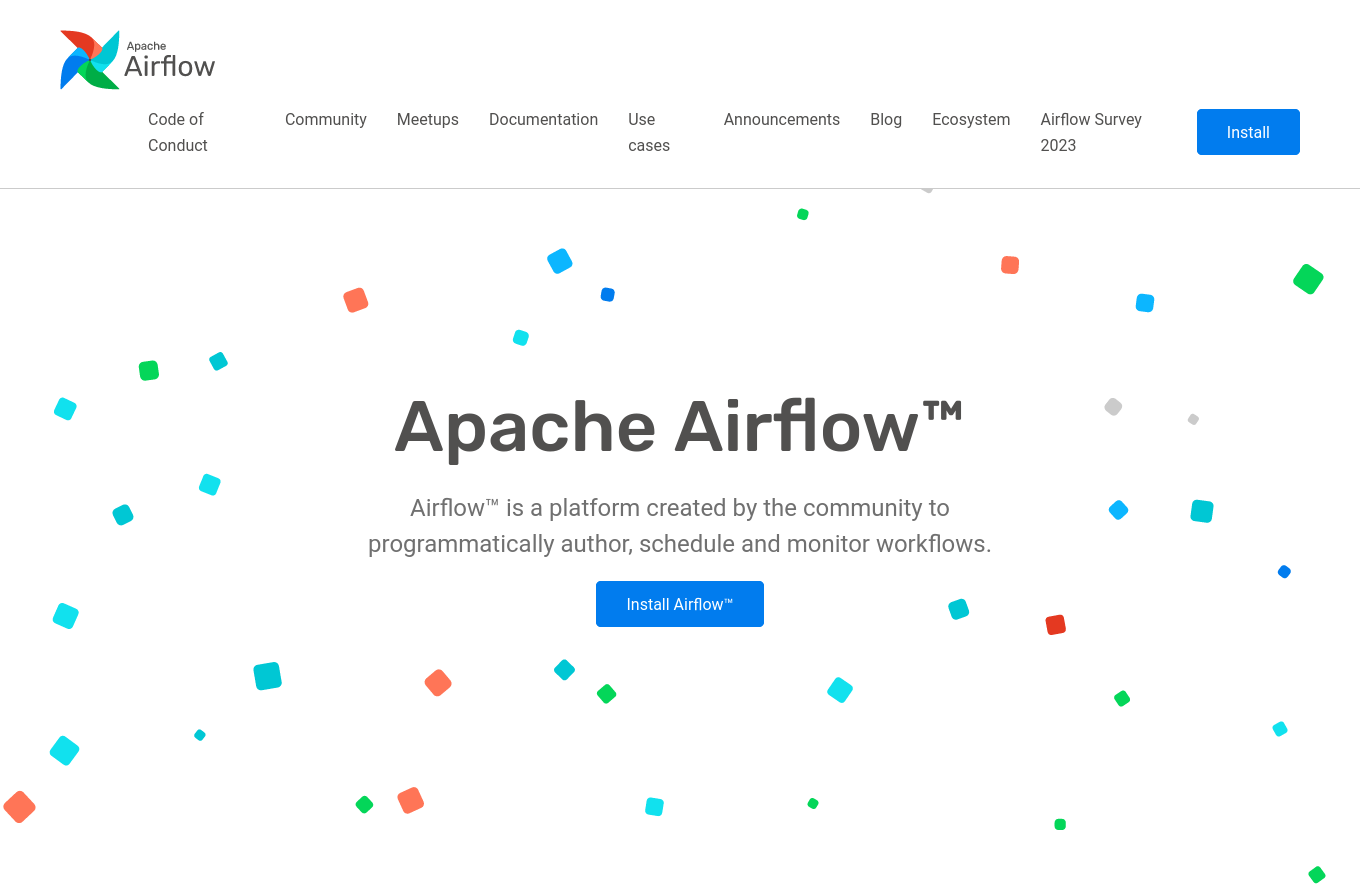 Apache
Airflow
Code of
Conduct
Community
Meetups
Documentation
Use
cases
Announcements
Blog
Ecosystem
Airflow Survey
2023
Install
Apache Airflow™
Airflow™ is a platform created by the community to
programmatically author, schedule and monitor workflows.
Install Airflow™